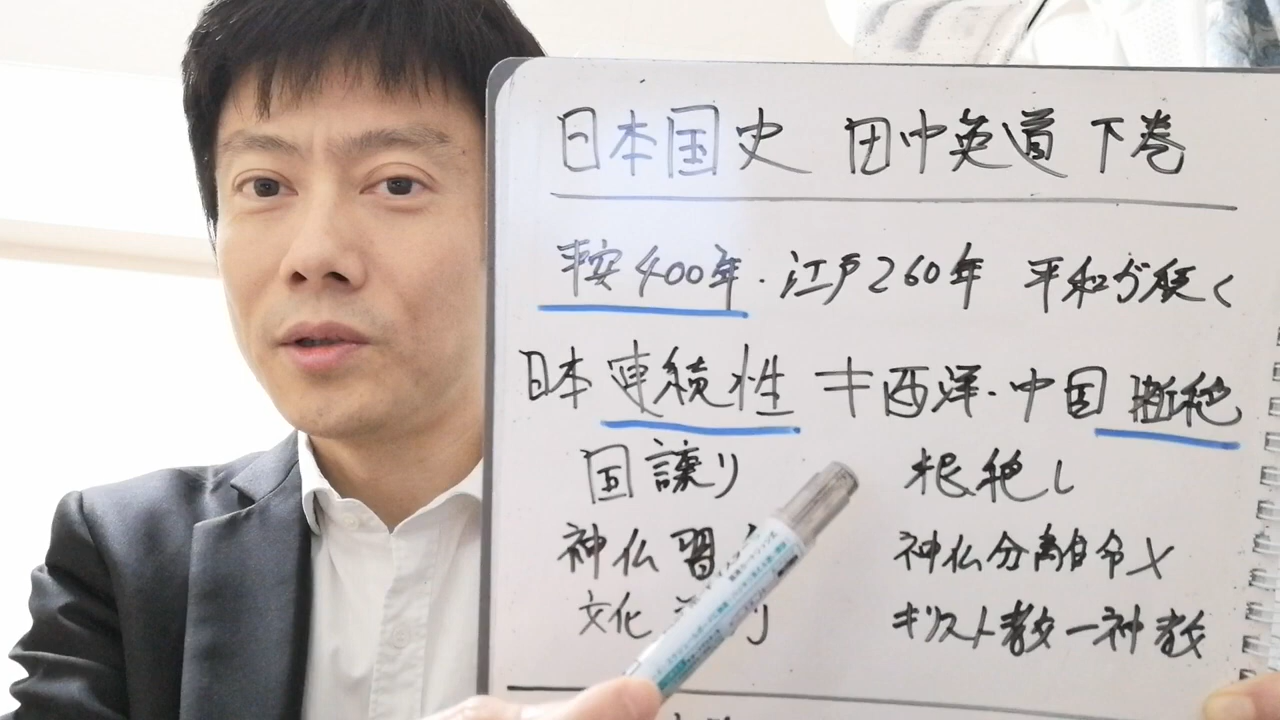 日本国史 田中英道 下巻
平安400年・江戸260年 平和が続く
日本連続性 キ西洋・中国断絶
国譲り 根絶し
神仏習 神仏分離自令×
文化 キリスト教一神教